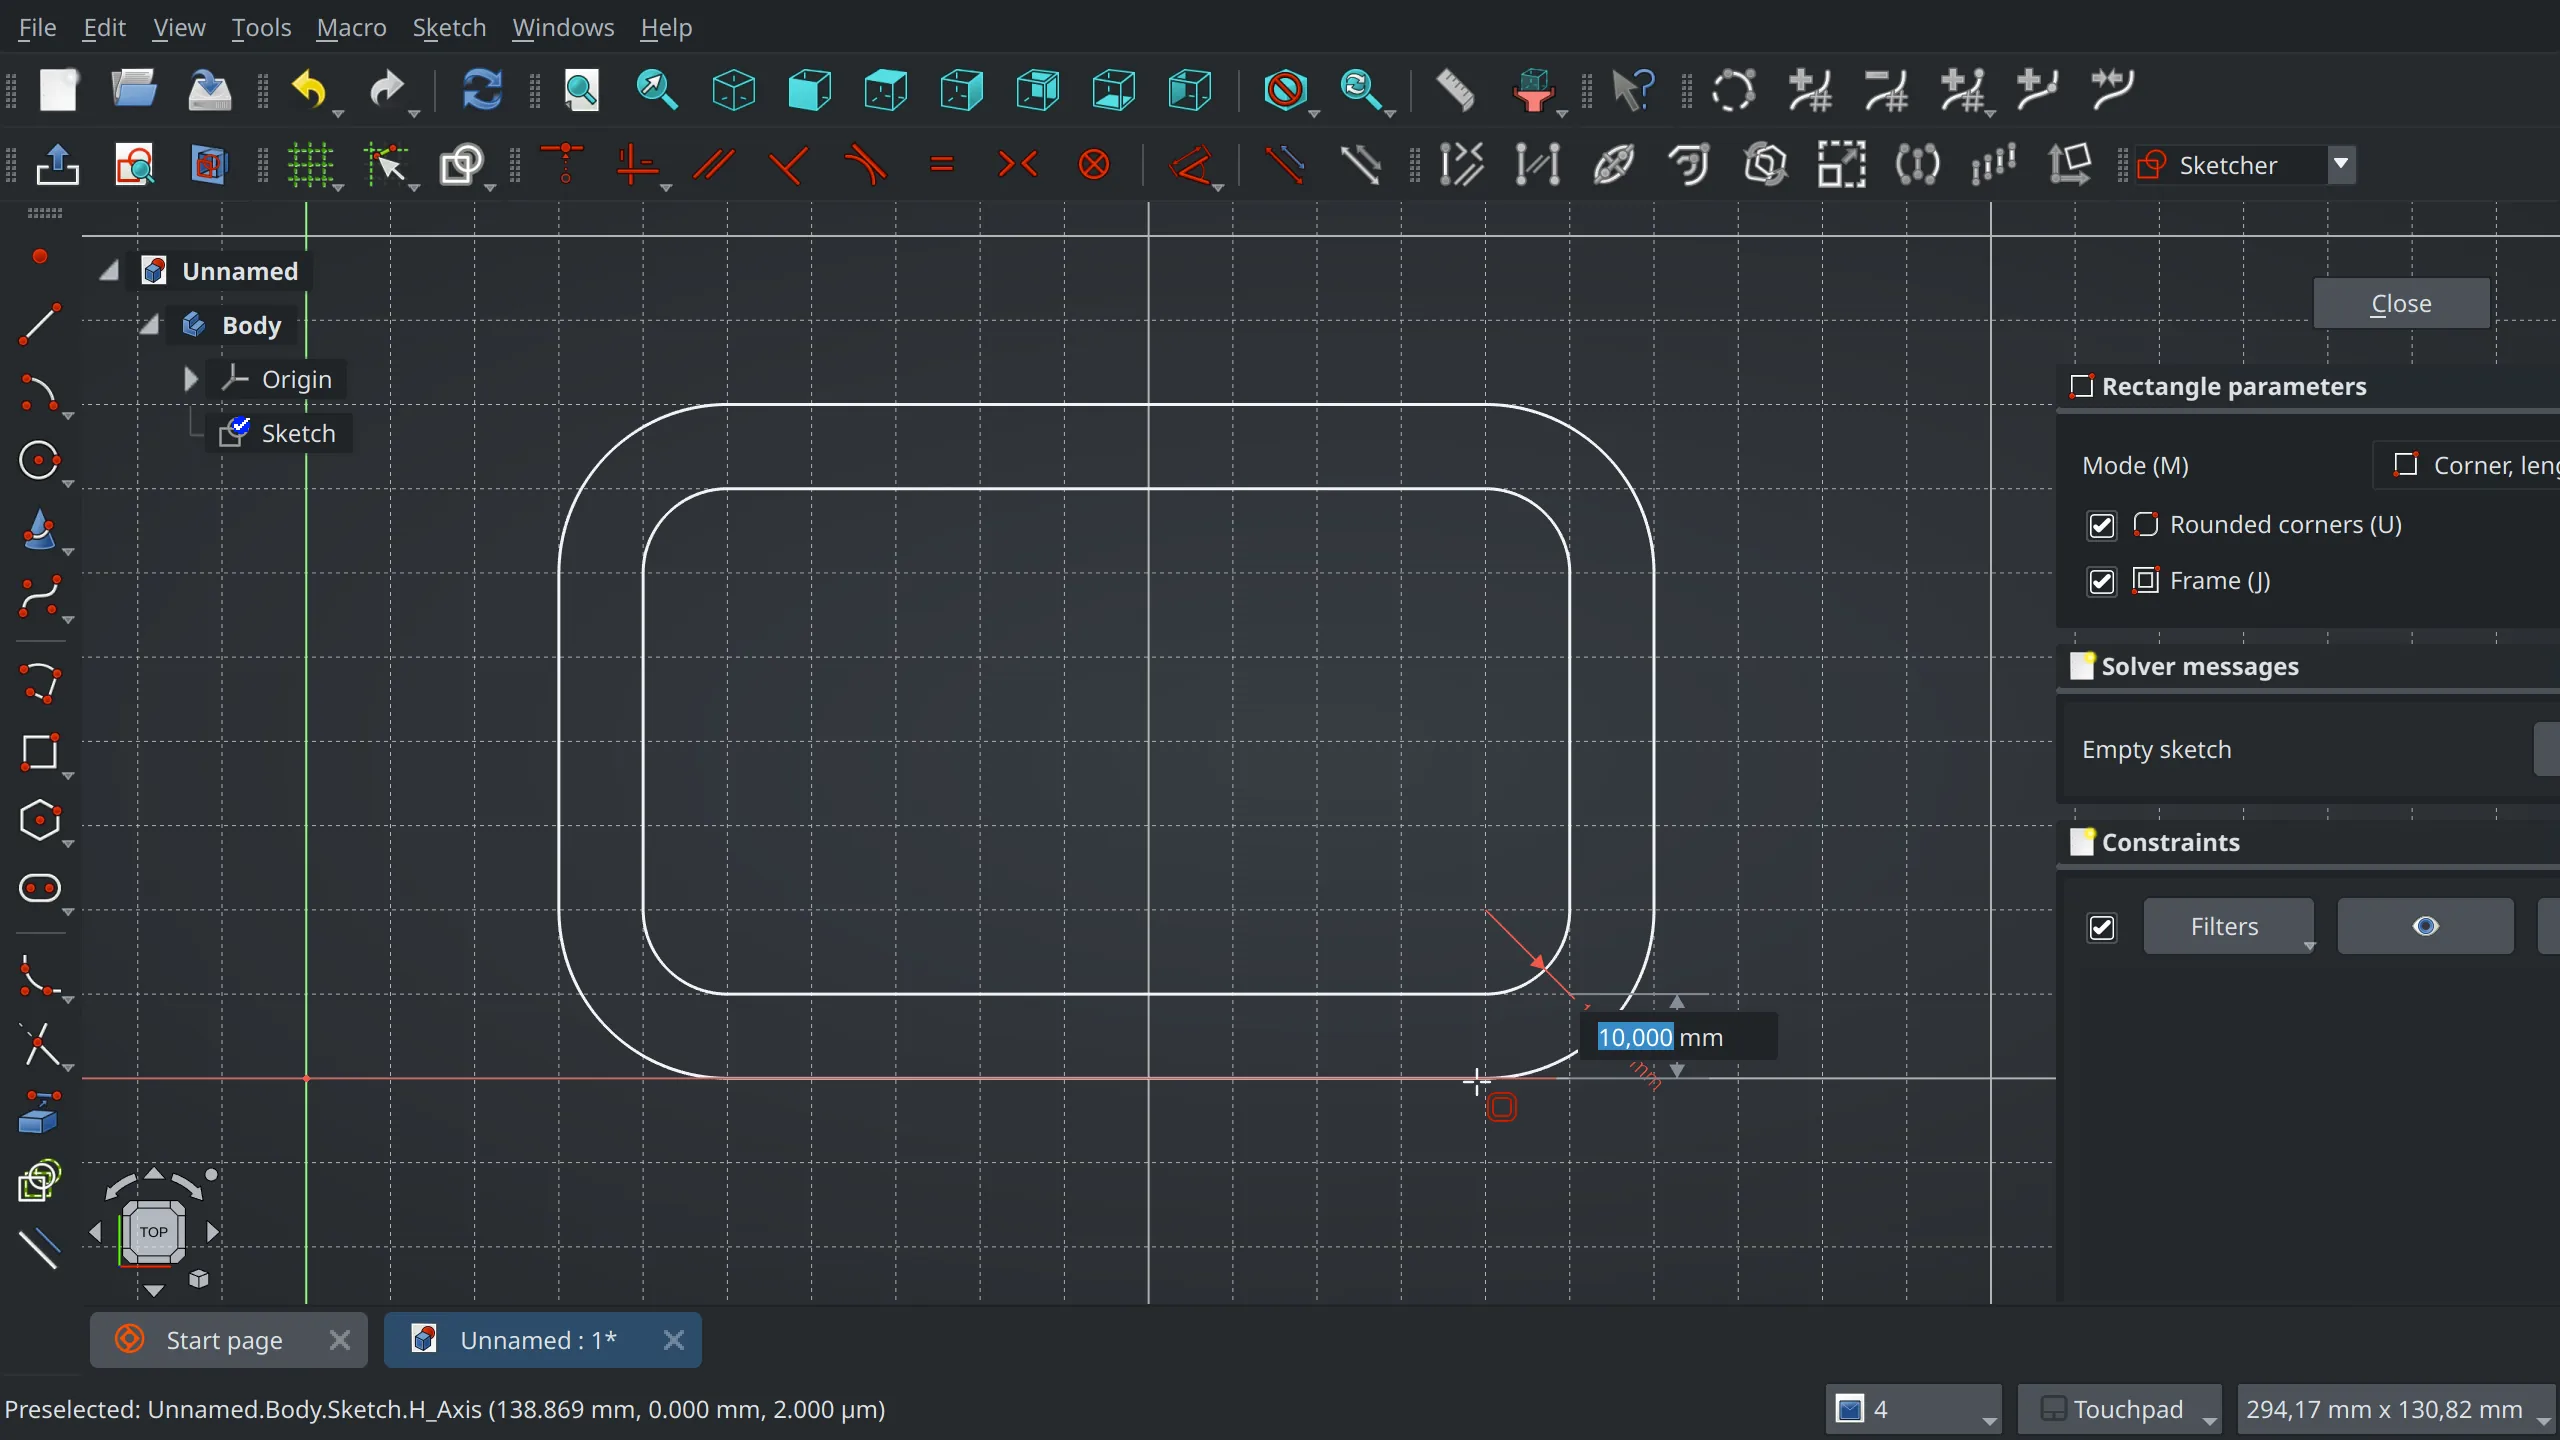 File Edit View Tools Macro Sketch Windows Help
Sketcher
Unnamed
Body
Origin
Sketch
Close
Rectangle parameters
Mode (M) Corner, leng
Rounded corners (U)
Frame (J)
Solver messages
Empty sketch
Constraints
Filters
10,000 mm
mm
TOP
Start page
Unnamed : 1*
Preselected: Unnamed.Body.Sketch.H_Axis (138.869 mm, 0.000 mm, 2.000 µm)
4
Touchpad
294,17 mm x 130,82 mm